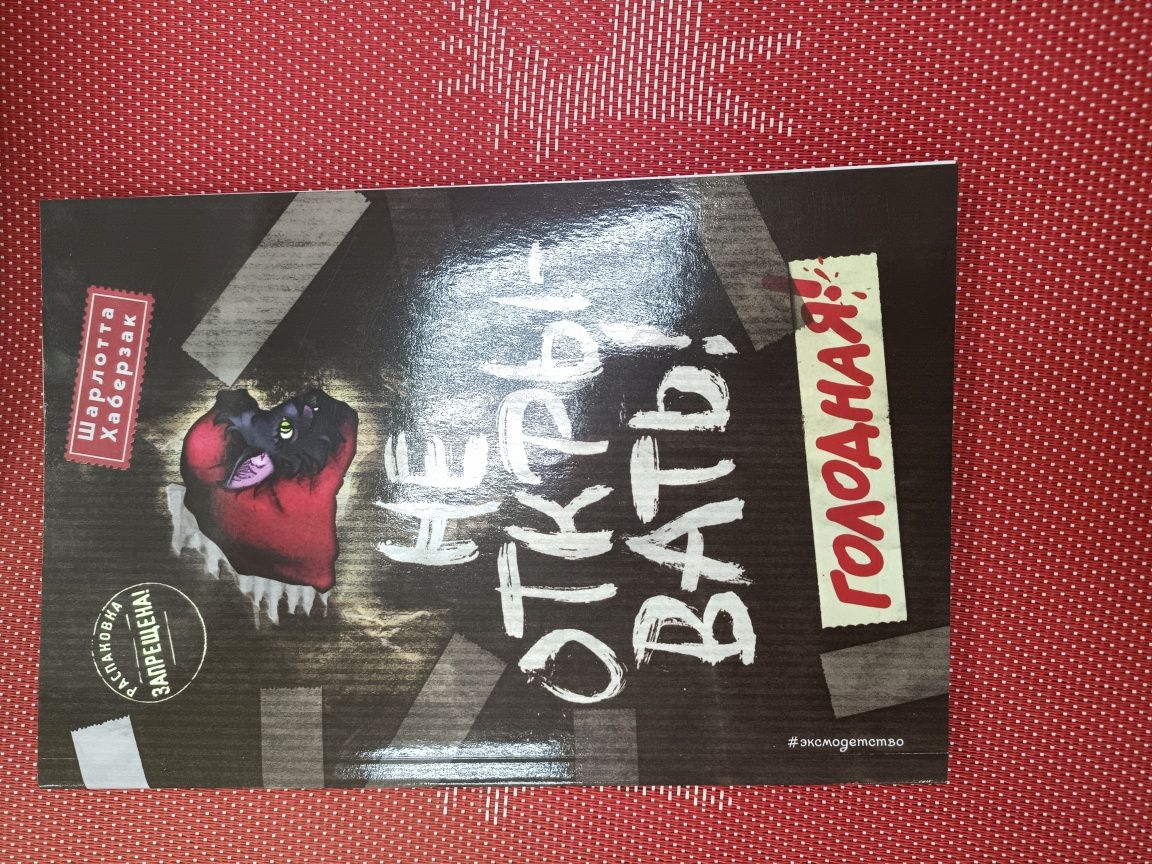 Шарлотта
Хаберзак
РАСПАКОВКА
ЗАПРЕЩЕНА!
НЕ
ОТКРЫ-
ВАТЬ!
ГОЛОДНАЯ!
#эксмодетство